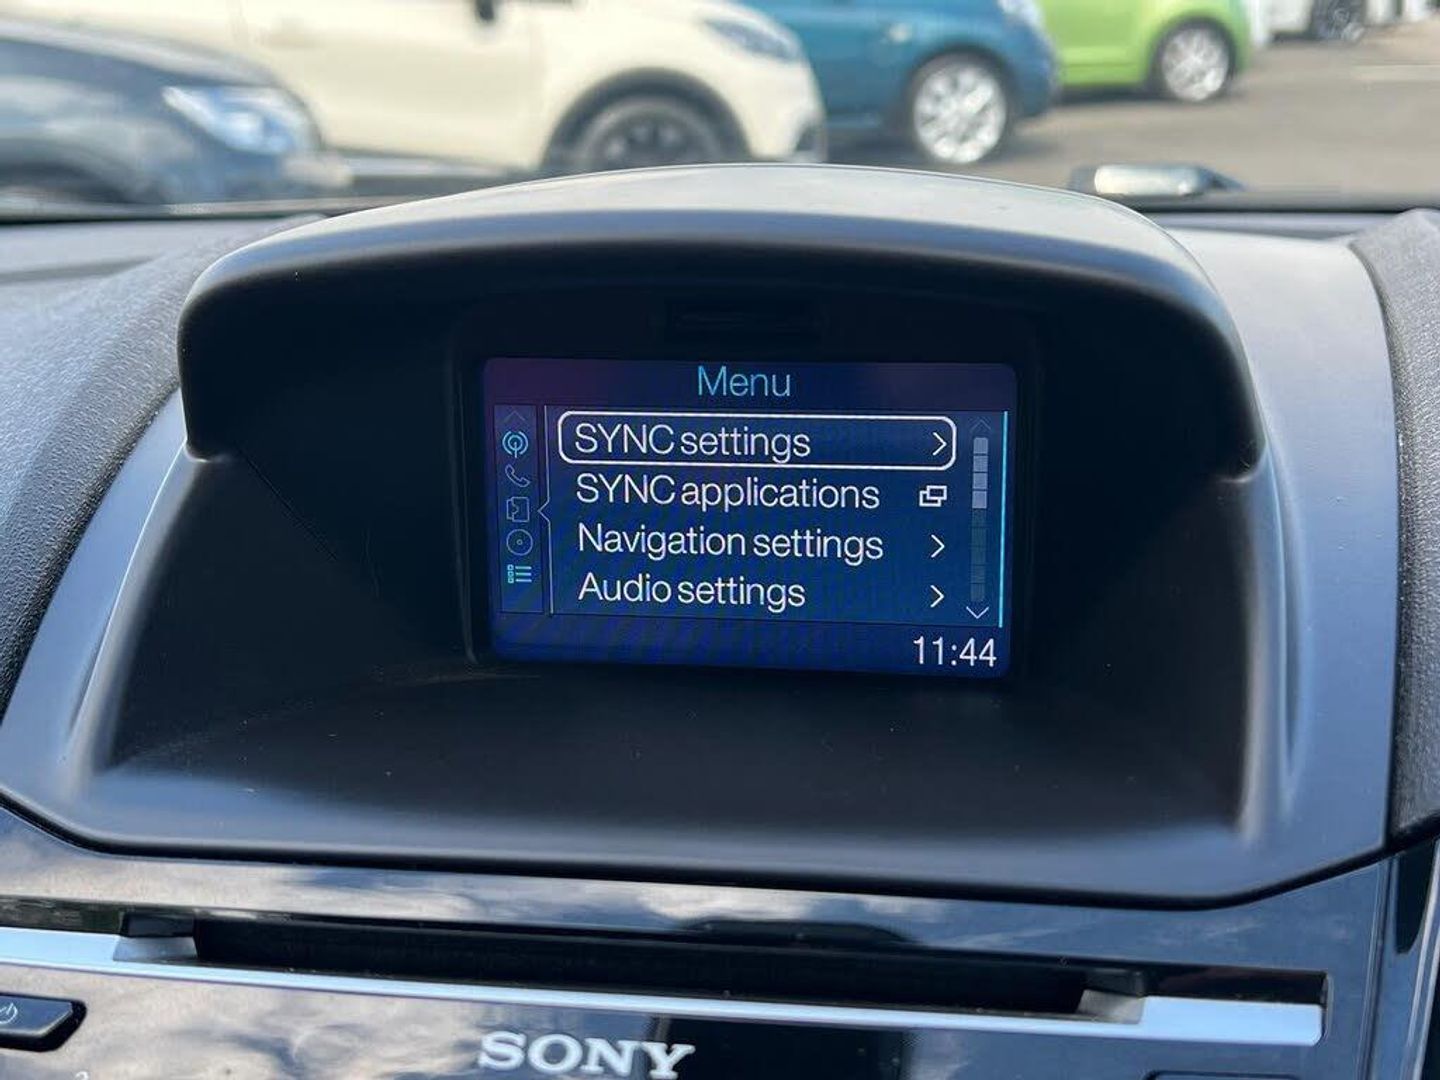 Menu
SYNC settings
SYNC applications
Navigation settings
Audio settings
11:44
SONY